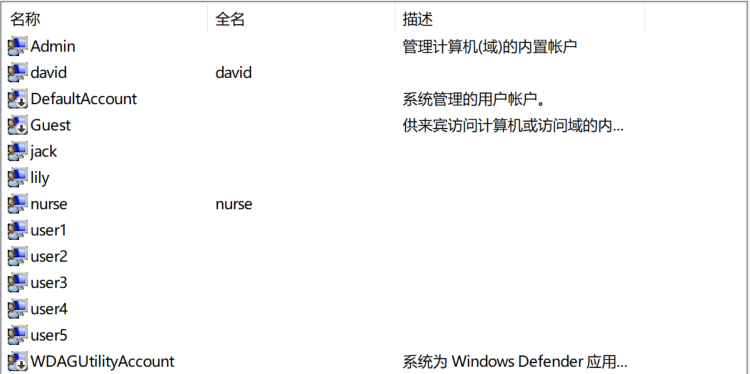 名称 全名 描述
Admin 管理计算机(域)的内置帐户
david david
DefaultAccount 系统管理的用户帐户。
Guest 供来宾访问计算机或访问域的内...
jack
lily
nurse nurse
user1
user2
user3
user4
user5
WDAGUtilityAccount 系统为 Windows Defender 应用...